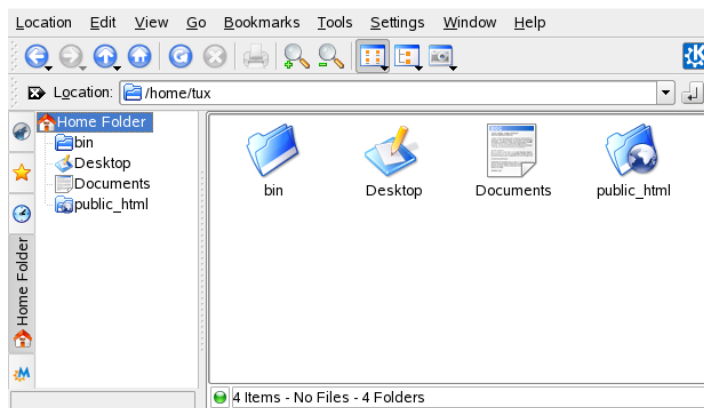 Location Edit View Go Bookmarks Tools Settings Window Help
Location: /home/tux
Home Folder
bin
Desktop
Documents
public_html
Home Folder
bin Desktop Documents public_html
4 Items - No Files - 4 Folders